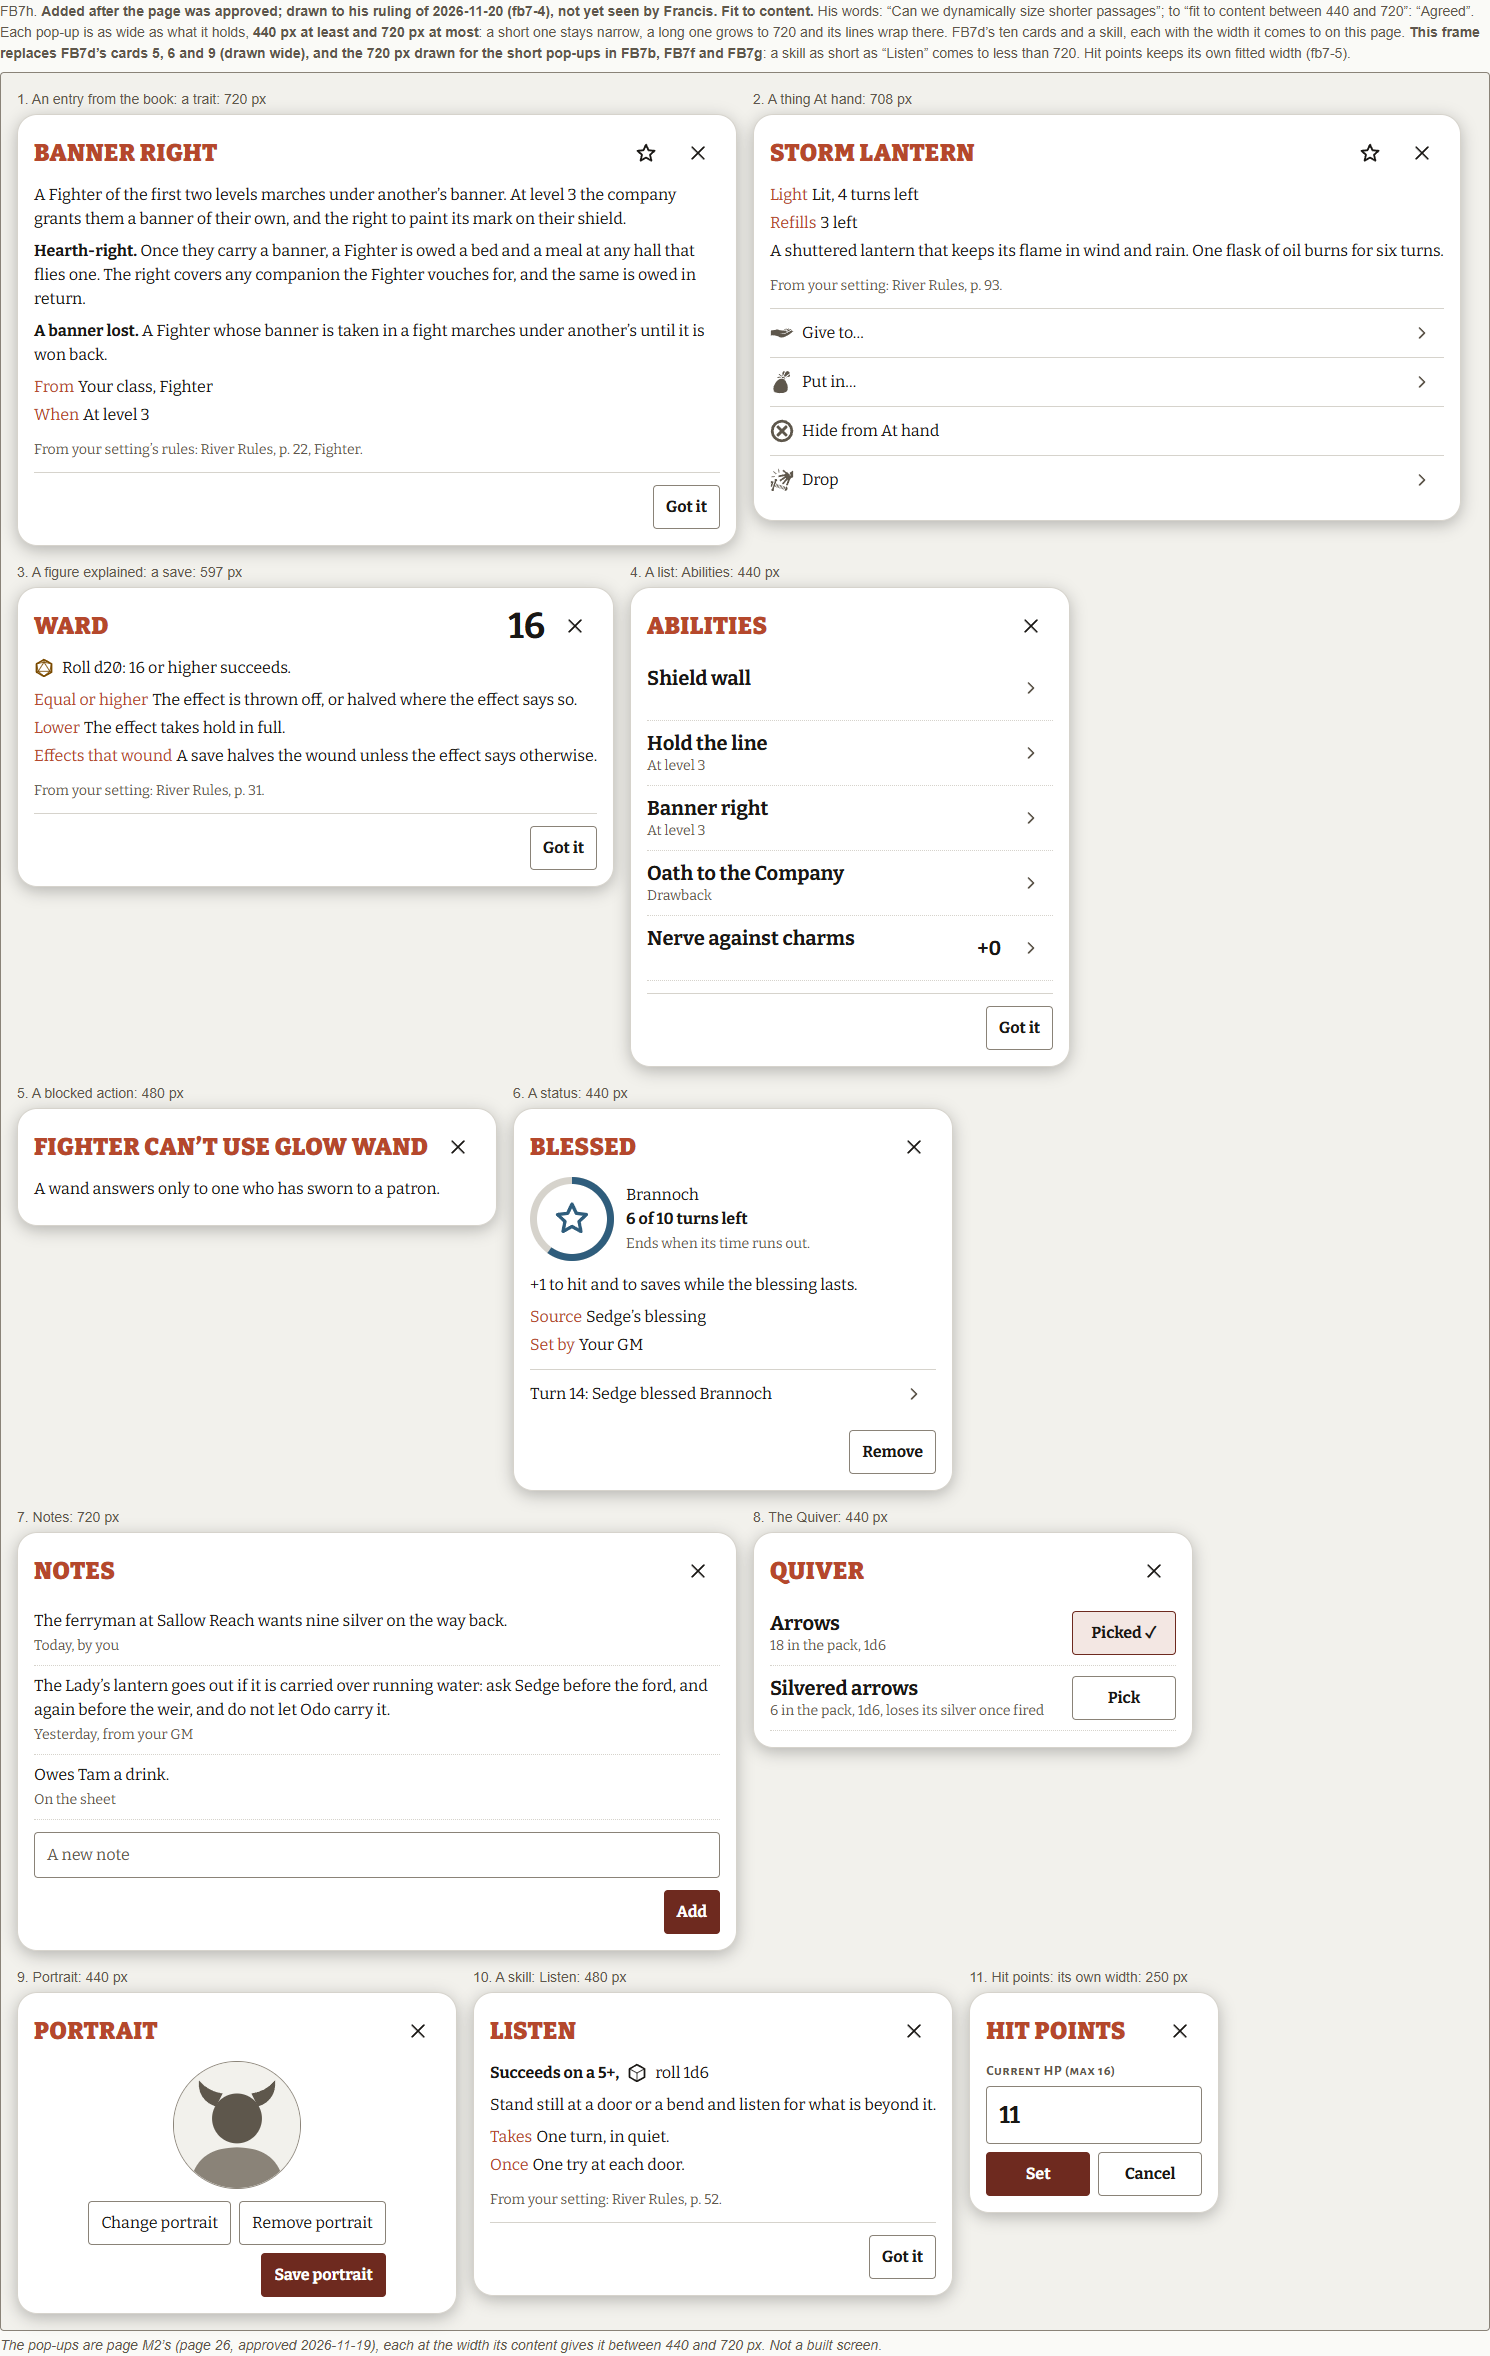 FB7h. Added after the page was approved; drawn to his ruling of 2026-11-20 (fb7-4), not yet seen by Francis. Fit to content. His words: “Can we dynamically size shorter passages”; to “fit to content between 440 and 720”: “Agreed”.
Each pop-up is as wide as what it holds, 440 px at least and 720 px at most: a short one stays narrow, a long one grows to 720 and its lines wrap there. FB7d’s ten cards and a skill, each with the width it comes to on this page. This frame
replaces FB7d’s cards 5, 6 and 9 (drawn wide), and the 720 px drawn for the short pop-ups in FB7b, FB7f and FB7g: a skill as short as “Listen” comes to less than 720. Hit points keeps its own fitted width (fb7-5).
1. An entry from the book: a trait: 720 px
BANNER RIGHT
A Fighter of the first two levels marches under another’s banner. At level 3 the company
grants them a banner of their own, and the right to paint its mark on their shield.
Hearth-right. Once they carry a banner, a Fighter is owed a bed and a meal at any hall that
flies one. The right covers any companion the Fighter vouches for, and the same is owed in
return.
A banner lost. A Fighter whose banner is taken in a fight marches under another’s until it is
won back.
From Your class, Fighter
When At level 3
From your setting’s rules: River Rules, p. 22, Fighter.
Got it
2. A thing At hand: 708 px
STORM LANTERN
Light Lit, 4 turns left
Refills 3 left
A shuttered lantern that keeps its flame in wind and rain. One flask of oil burns for six turns.
From your setting: River Rules, p. 93.
Give to...
Put in...
Hide from At hand
Drop
3. A figure explained: a save: 597 px
WARD
16
Roll d20: 16 or higher succeeds.
Equal or higher The effect is thrown off, or halved where the effect says so.
Lower The effect takes hold in full.
Effects that wound A save halves the wound unless the effect says otherwise.
From your setting: River Rules, p. 31.
Got it
4. A list: Abilities: 440 px
ABILITIES
Shield wall
Hold the line
At level 3
Banner right
At level 3
Oath to the Company
Drawback
Nerve against charms
+0
Got it
5. A blocked action: 480 px
FIGHTER CAN’T USE GLOW WAND
A wand answers only to one who has sworn to a patron.
6. A status: 440 px
BLESSED
Brannoch
6 of 10 turns left
Ends when its time runs out.
+1 to hit and to saves while the blessing lasts.
Source Sedge’s blessing
Set by Your GM
Turn 14: Sedge blessed Brannoch
Remove
7. Notes: 720 px
NOTES
The ferryman at Sallow Reach wants nine silver on the way back.
Today, by you
The Lady’s lantern goes out if it is carried over running water: ask Sedge before the ford, and
again before the weir, and do not let Odo carry it.
Yesterday, from your GM
Owes Tam a drink.
On the sheet
A new note
Add
8. The Quiver: 440 px
QUIVER
Arrows
18 in the pack, 1d6
Picked ✓
Silvered arrows
6 in the pack, 1d6, loses its silver once fired
Pick
9. Portrait: 440 px
PORTRAIT
Change portrait
Remove portrait
Save portrait
10. A skill: Listen: 480 px
LISTEN
Succeeds on a 5+, roll 1d6
Stand still at a door or a bend and listen for what is beyond it.
Takes One turn, in quiet.
Once One try at each door.
From your setting: River Rules, p. 52.
Got it
11. Hit points: its own width: 250 px
HIT POINTS
CURRENT HP (MAX 16)
11
Set
Cancel
The pop-ups are page M2’s (page 26, approved 2026-11-19), each at the width its content gives it between 440 and 720 px. Not a built screen.